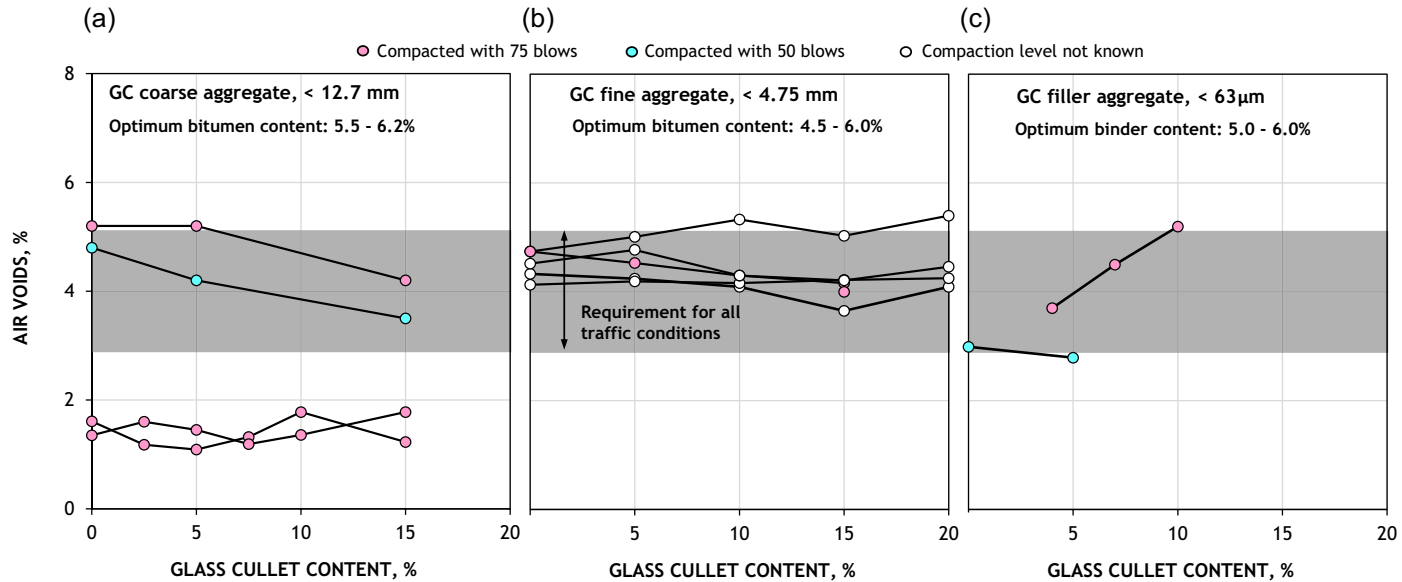 (a)
(b)
(c)
Compacted with 75 blows
Compacted with 50 blows
Compaction level not known
AIR VOIDS, %
8
6
4
2
0
GC coarse aggregate, < 12.7 mm
Optimum bitumen content: 5.5 - 6.2%
0
5
10
15
20
GLASS CULLET CONTENT, %
GC fine aggregate, < 4.75 mm
Optimum bitumen content: 4.5 - 6.0%
Requirement for all
traffic conditions
5
10
15
20
GLASS CULLET CONTENT, %
GC filler aggregate, < 63µm
Optimum binder content: 5.0 - 6.0%
5
10
15
20
GLASS CULLET CONTENT, %